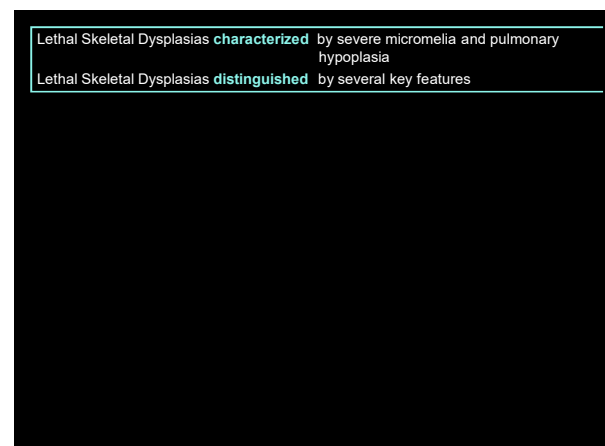 Lethal Skeletal Dysplasias characterized by severe micromelia and pulmonary
hypoplasia
Lethal Skeletal Dysplasias distinguished by several key features